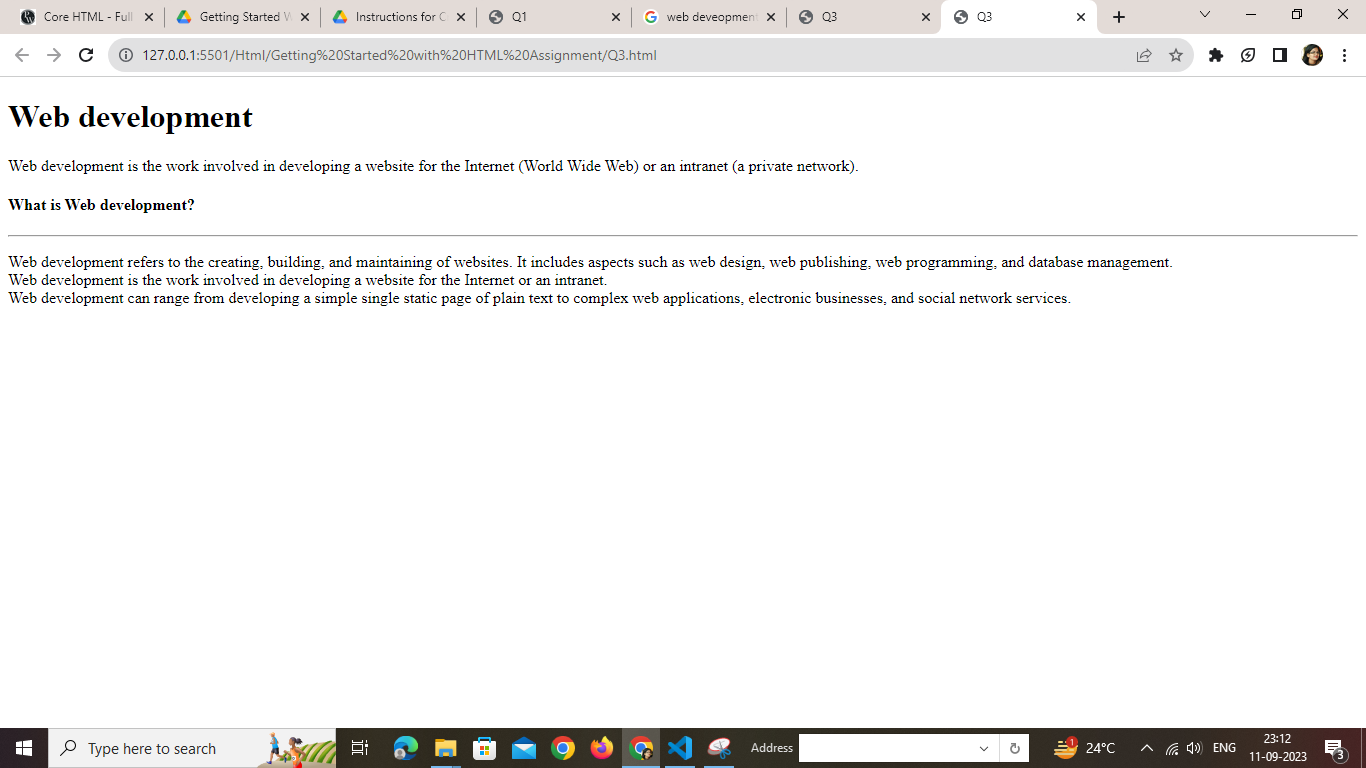 Core HTML - Full
Getting Started W
Instructions for C
Q1
web deveopment
Q3
Q3
127.0.0.1:5501/Html/Getting%20Started%20with%20HTML%20Assignment/Q3.html
Web development
Web development is the work involved in developing a website for the Internet (World Wide Web) or an intranet (a private network).
What is Web development?
Web development refers to the creating, building, and maintaining of websites. It includes aspects such as web design, web publishing, web programming, and database management.
Web development is the work involved in developing a website for the Internet or an intranet.
Web development can range from developing a simple single static page of plain text to complex web applications, electronic businesses, and social network services.
Type here to search
Address
1
24°C
ENG
23:12
11-09-2023
3